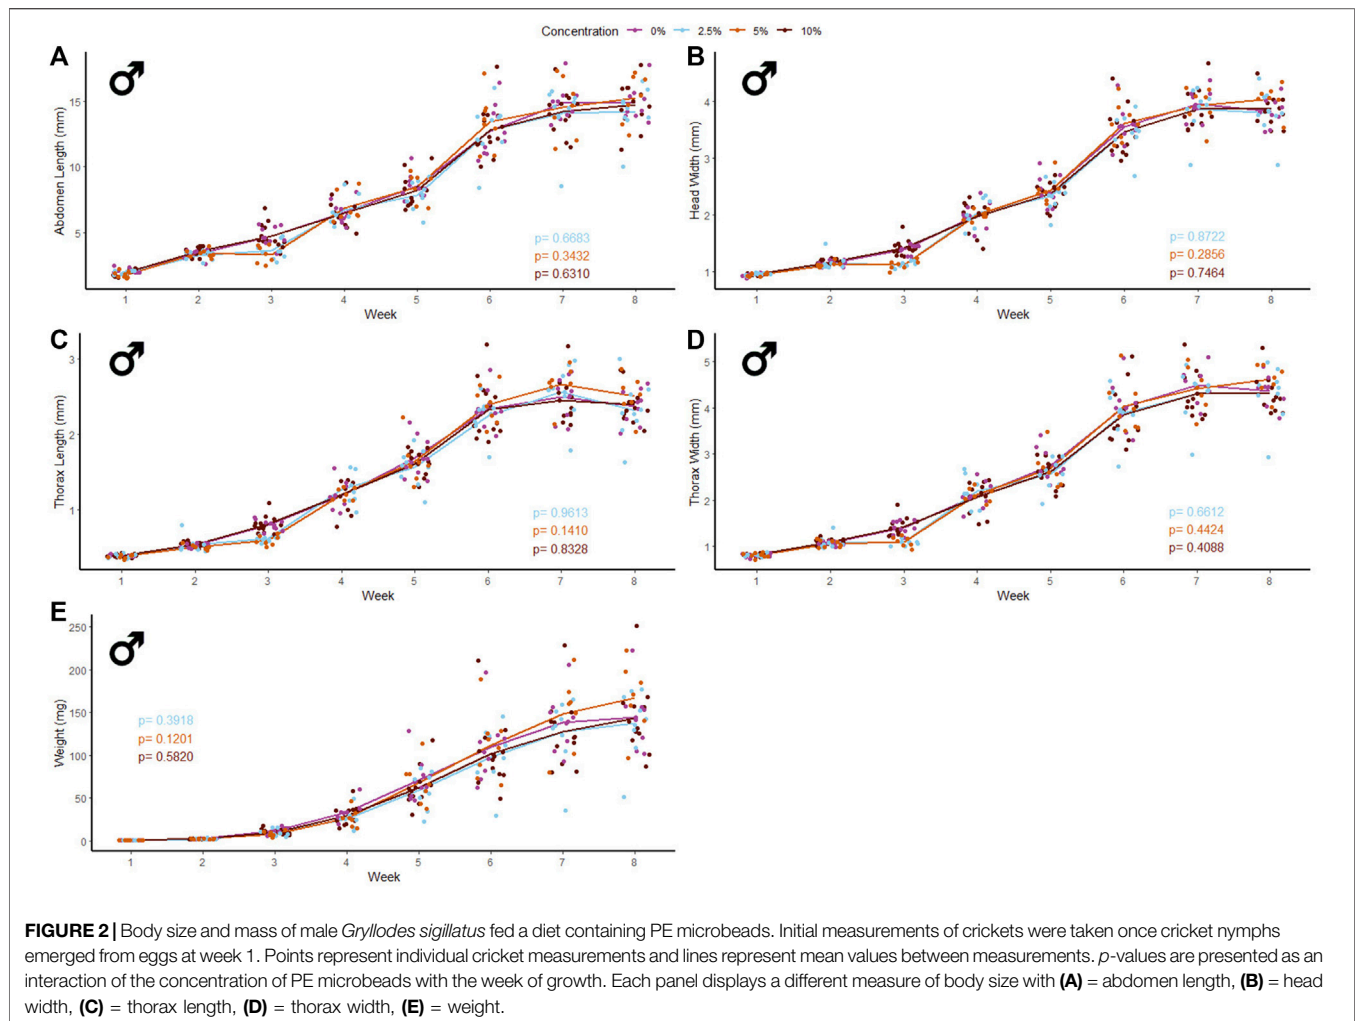 Concentration 0% 2.5% 5% 10%
A
Abdomen Length (mm)
15
10
5
p= 0.6683
p= 0.3432
p= 0.6310
1 2 3 4 5 6 7 8
Week
B
Head Width (mm)
4
3
2
1
p= 0.8722
p= 0.2856
p= 0.7464
1 2 3 4 5 6 7 8
Week
C
Thorax Length (mm)
3
2
1
p= 0.9613
p= 0.1410
p= 0.8328
1 2 3 4 5 6 7 8
Week
D
Thorax Width (mm)
5
4
3
2
1
p= 0.6612
p= 0.4424
p= 0.4088
1 2 3 4 5 6 7 8
Week
E
Weight (mg)
250
200
150
100
50
0
p= 0.3918
p= 0.1201
p= 0.5820
1 2 3 4 5 6 7 8
Week
FIGURE 2 | Body size and mass of male Gryllodes sigillatus fed a diet containing PE microbeads. Initial measurements of crickets were taken once cricket nymphs
emerged from eggs at week 1. Points represent individual cricket measurements and lines represent mean values between measurements. p-values are presented as an
interaction of the concentration of PE microbeads with the week of growth. Each panel displays a different measure of body size with (A) = abdomen length, (B) = head
width, (C) = thorax length, (D) = thorax width, (E) = weight.